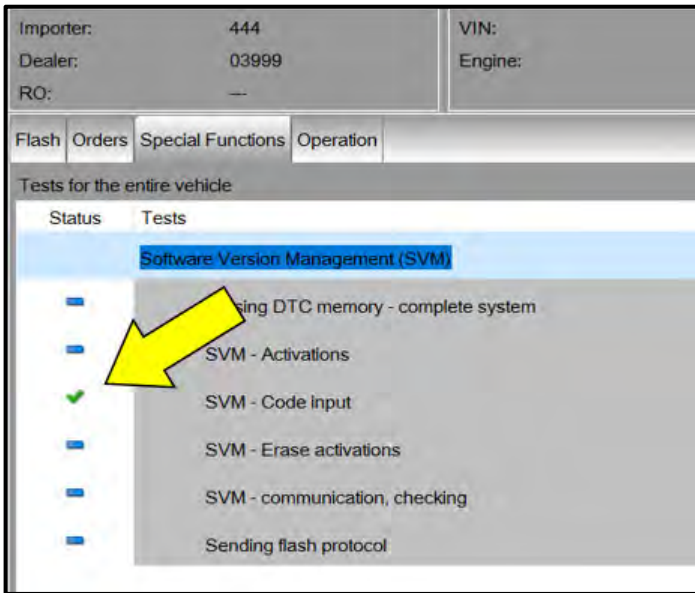 Importer: 444 VIN:
Dealer: 03999 Engine:
RO: ---
Flash Orders Special Functions Operation
Tests for the entire vehicle
Status Tests
Software Version Management (SVM)
DTC memory - complete system
SVM - Activations
SVM - Code input
SVM - Erase activations
SVM - communication, checking
Sending flash protocol